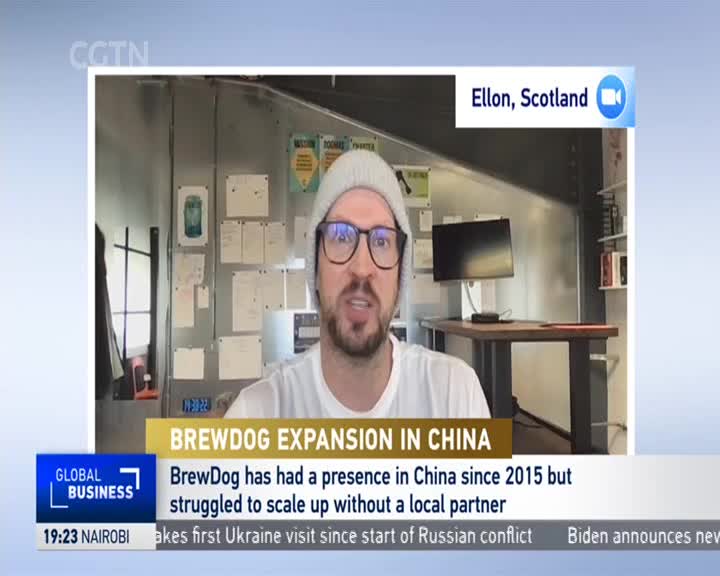 CGTN
Ellon, Scotland
MISSION
BREWDOG EXPANSION IN CHINA
GLOBAL
BUSINESS
BrewDog has had a presence in China since 2015 but
struggled to scale up without a local partner
19:23 NAIROBI
akes first Ukraine visit since start of Russian conflict
Biden announces new